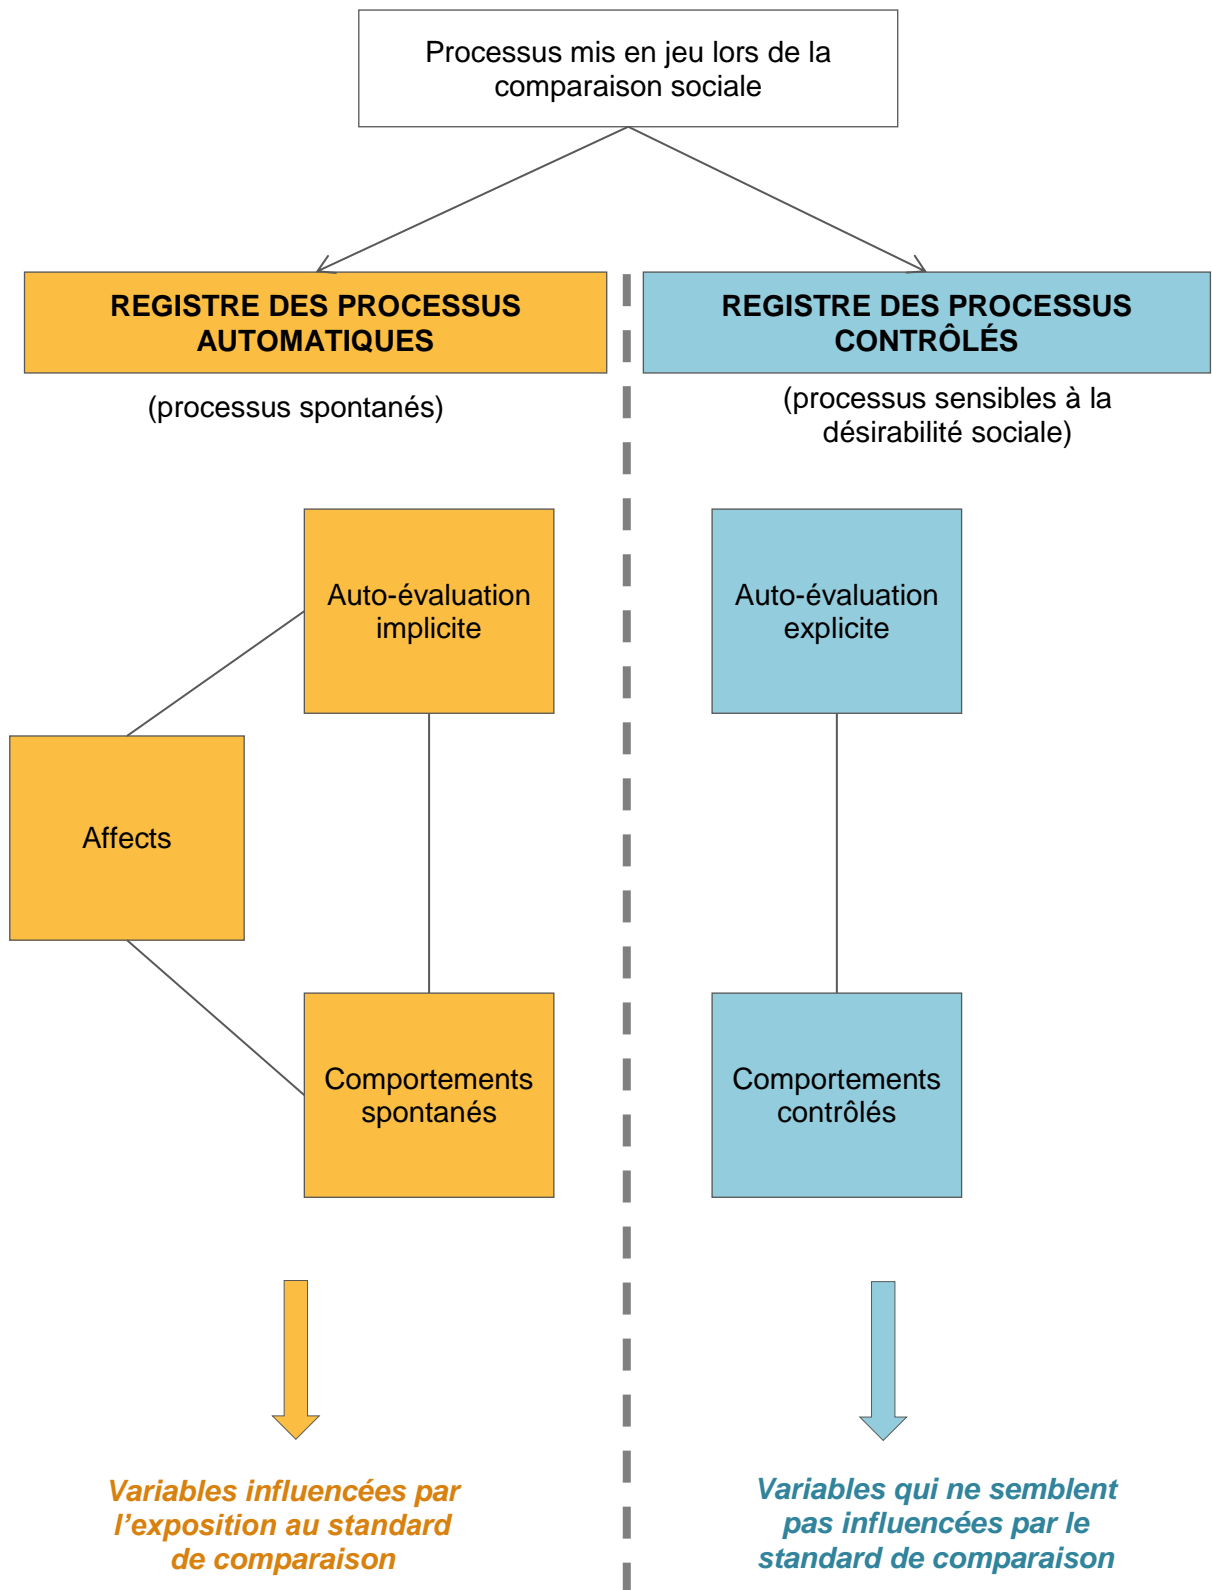 Processus mis en jeu lors de la
comparaison sociale
REGISTRE DES PROCESSUS
AUTOMATIQUES
(processus spontanés)
REGISTRE DES PROCESSUS
CONTRÔLÉS
(processus sensibles à la
désirabilité sociale)
Auto-évaluation
implicite
Affects
Comportements
spontanés
Auto-évaluation
explicite
Comportements
contrôlés
Variables influencées par
l’exposition au standard
de comparaison
Variables qui ne semblent
pas influencées par le
standard de comparaison